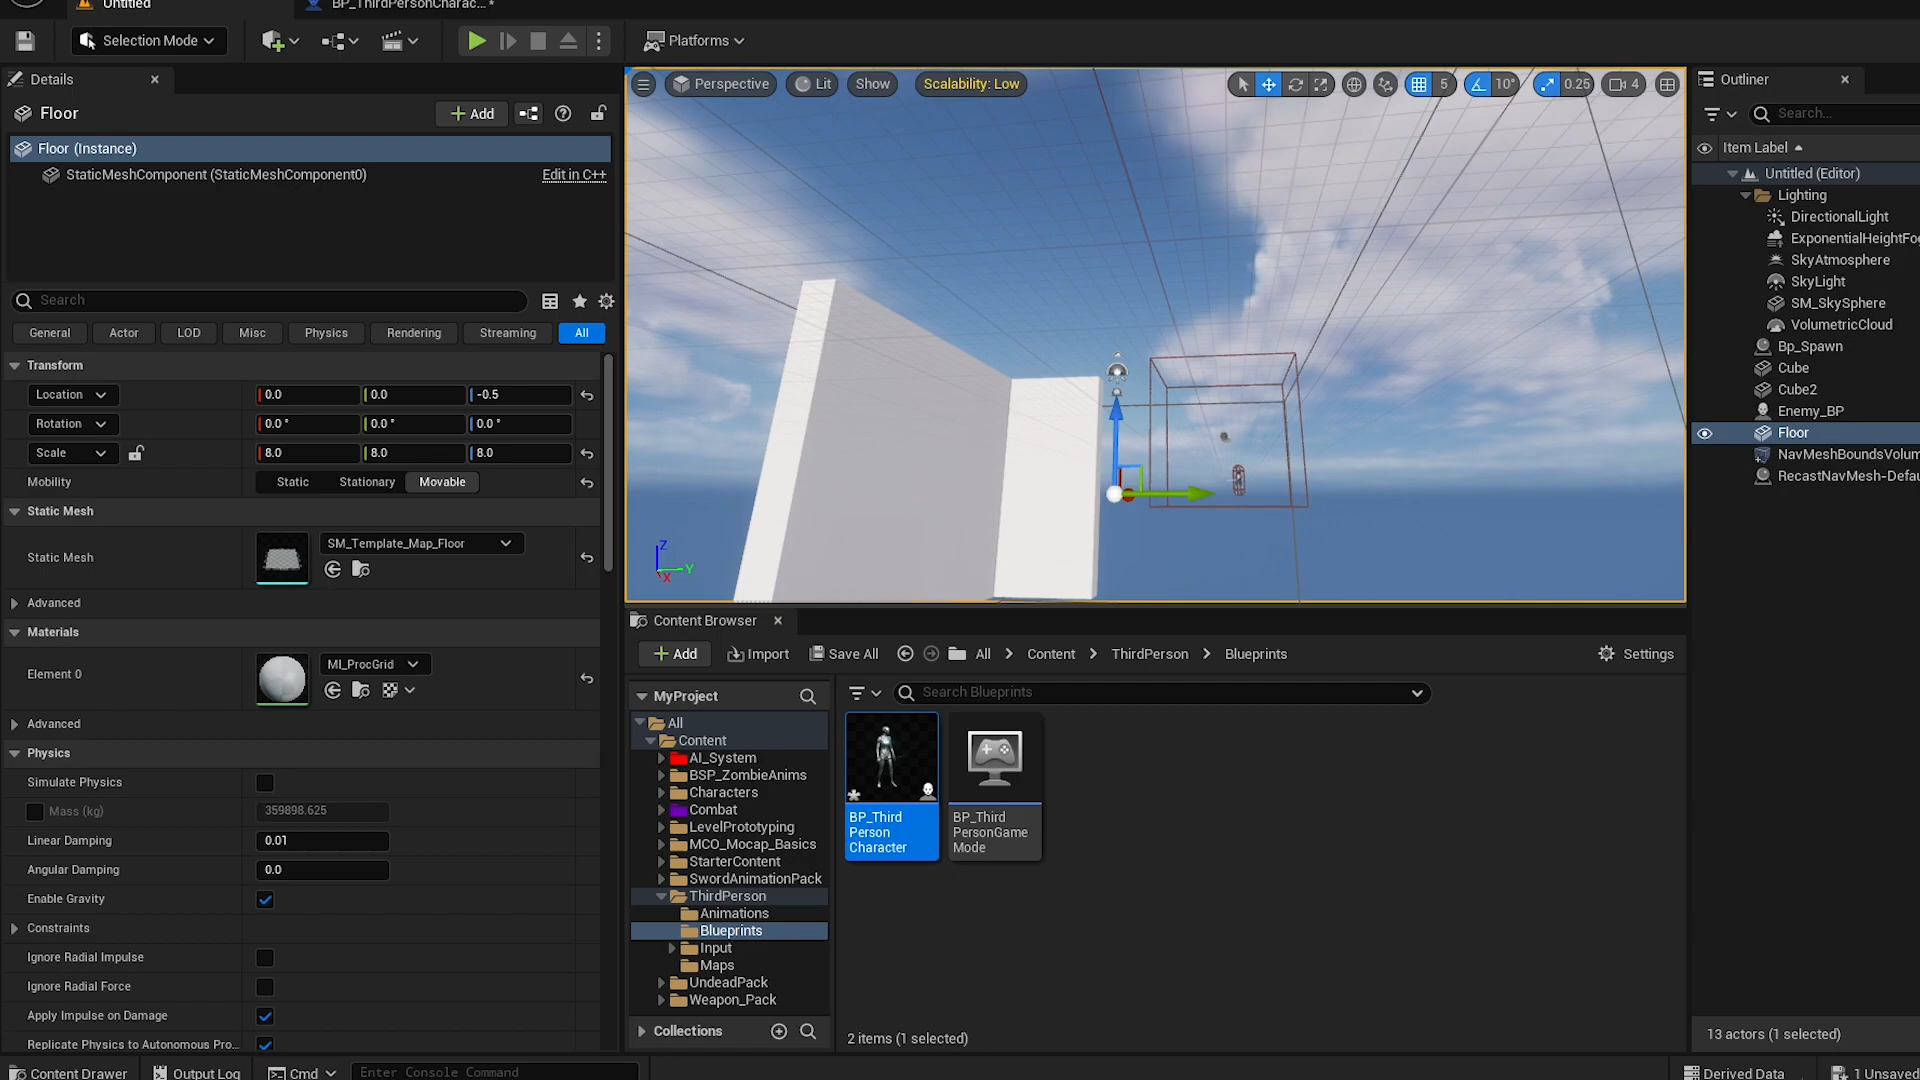 Untitled
BP_ThirdPersonCharac...*
Selection Mode
Platforms
Details
Floor
Add
Floor (Instance)
StaticMeshComponent (StaticMeshComponent0)
Edit in C++
Search
General
Actor
LOD
Misc
Physics
Rendering
Streaming
All
Transform
Location
0.0
0.0
-0.5
Rotation
0.0 °
0.0 °
0.0 °
Scale
8.0
8.0
8.0
Mobility
Static
Stationary
Movable
Static Mesh
Static Mesh
SM_Template_Map_Floor
Advanced
Materials
Element 0
MI_ProcGrid
Advanced
Physics
Simulate Physics
Mass (kg)
359898.625
Linear Damping
0.01
Angular Damping
0.0
Enable Gravity
Constraints
Ignore Radial Impulse
Ignore Radial Force
Apply Impulse on Damage
Replicate Physics to Autonomous Pro...
Perspective
Lit
Show
Scalability: Low
5
10°
0.25
4
Z
Y
X
Content Browser
Add
Import
Save All
All
Content
ThirdPerson
Blueprints
Settings
MyProject
Search Blueprints
All
Content
AI_System
BSP_ZombieAnims
Characters
Combat
LevelPrototyping
MCO_Mocap_Basics
StarterContent
SwordAnimationPack
ThirdPerson
Animations
Blueprints
Input
Maps
UndeadPack
Weapon_Pack
Collections
BP_Third
Person
Character
BP_Third
PersonGame
Mode
2 items (1 selected)
Outliner
Search...
Item Label
Untitled (Editor)
Lighting
DirectionalLight
ExponentialHeightFog
SkyAtmosphere
SkyLight
SM_SkySphere
VolumetricCloud
Bp_Spawn
Cube
Cube2
Enemy_BP
Floor
NavMeshBoundsVolum
RecastNavMesh-Defau
13 actors (1 selected)
Content Drawer
Output Log
Cmd
Enter Console Command
Derived Data
1 Unsaved